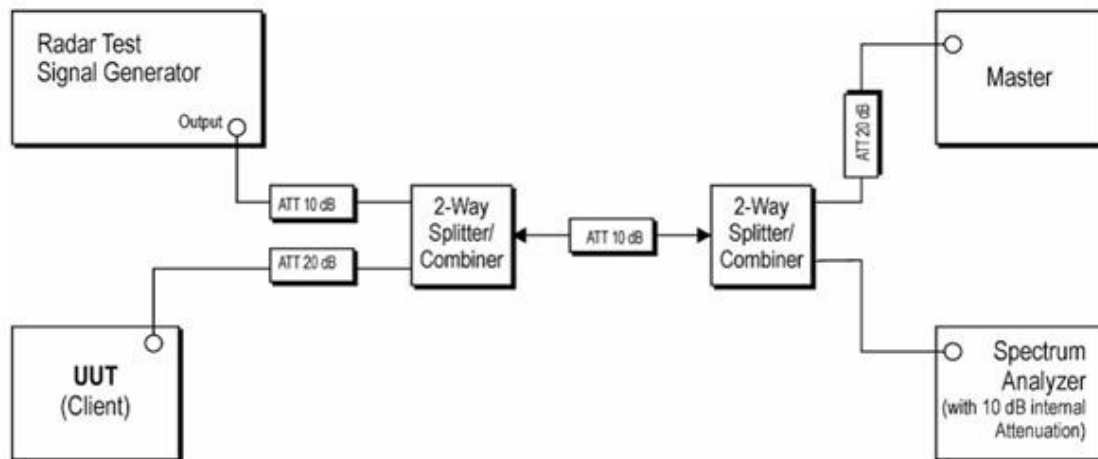 Radar Test
Signal Generator
Output
ATT 10 dB
ATT 20 dB
UUT
(Client)
2-Way
Splitter/
Combiner
ATT 10 dB
2-Way
Splitter/
Combiner
ATT 20 dB
Master
Spectrum
Analyzer
(with 10 dB internal
Attenuation)